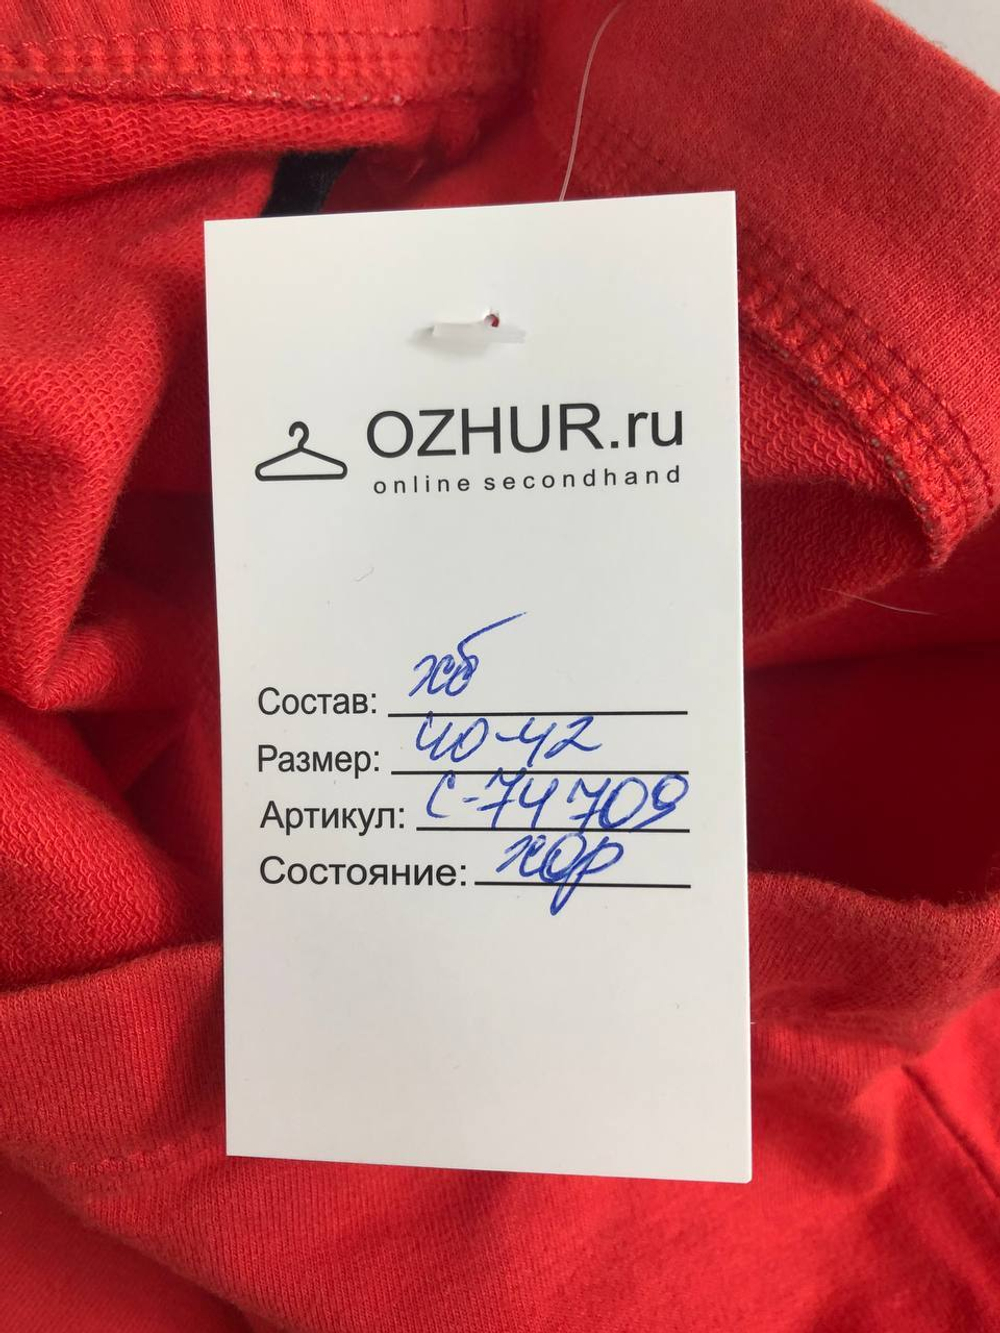 OZHUR.ru
online secondhand
Состав: хб
Размер: 40-42
Артикул: С-74709
Состояние: хор